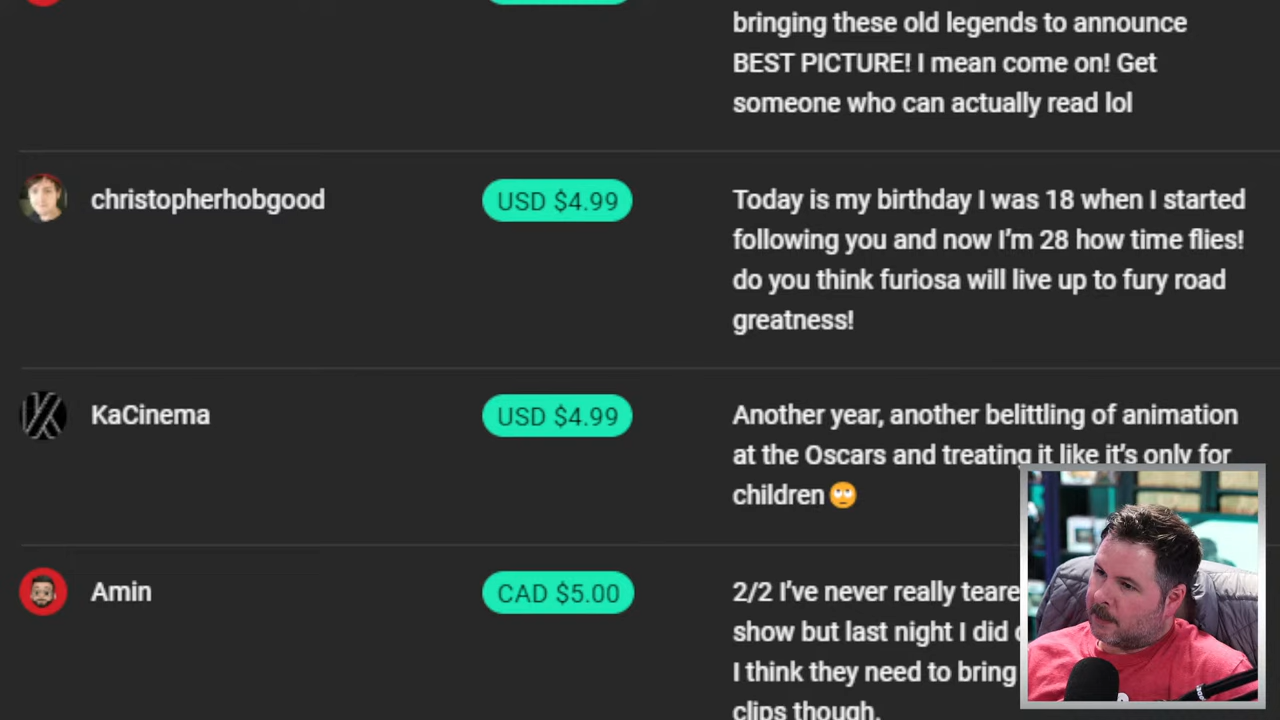 bringing these old legends to announce
BEST PICTURE! I mean come on! Get
someone who can actually read lol
christopherhobgood
USD $4.99
Today is my birthday I was 18 when I started
following you and now I'm 28 how time flies!
do you think furiosa will live up to fury road
greatness!
KaCinema
USD $4.99
Another year, another belittling of animation
at the Oscars and treating it like it's only for
children🙄
Amin
CAD $5.00
2/2 I've never really teare
show but last night I did
I think they need to bring
clips though.